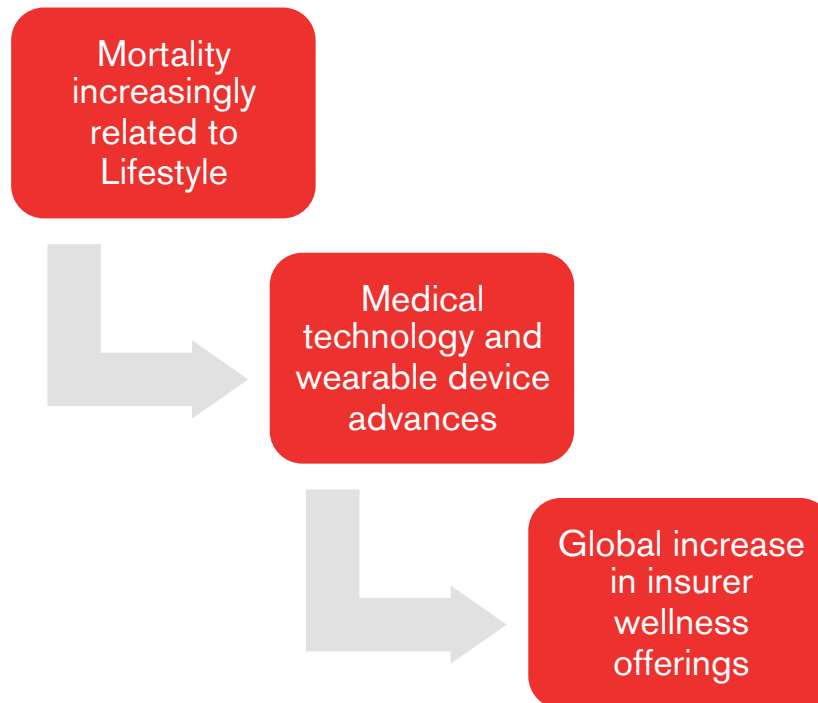 Mortality
increasingly
related to
Lifestyle
Medical
technology and
wearable device
advances
Global increase
in insurer
wellness
offerings